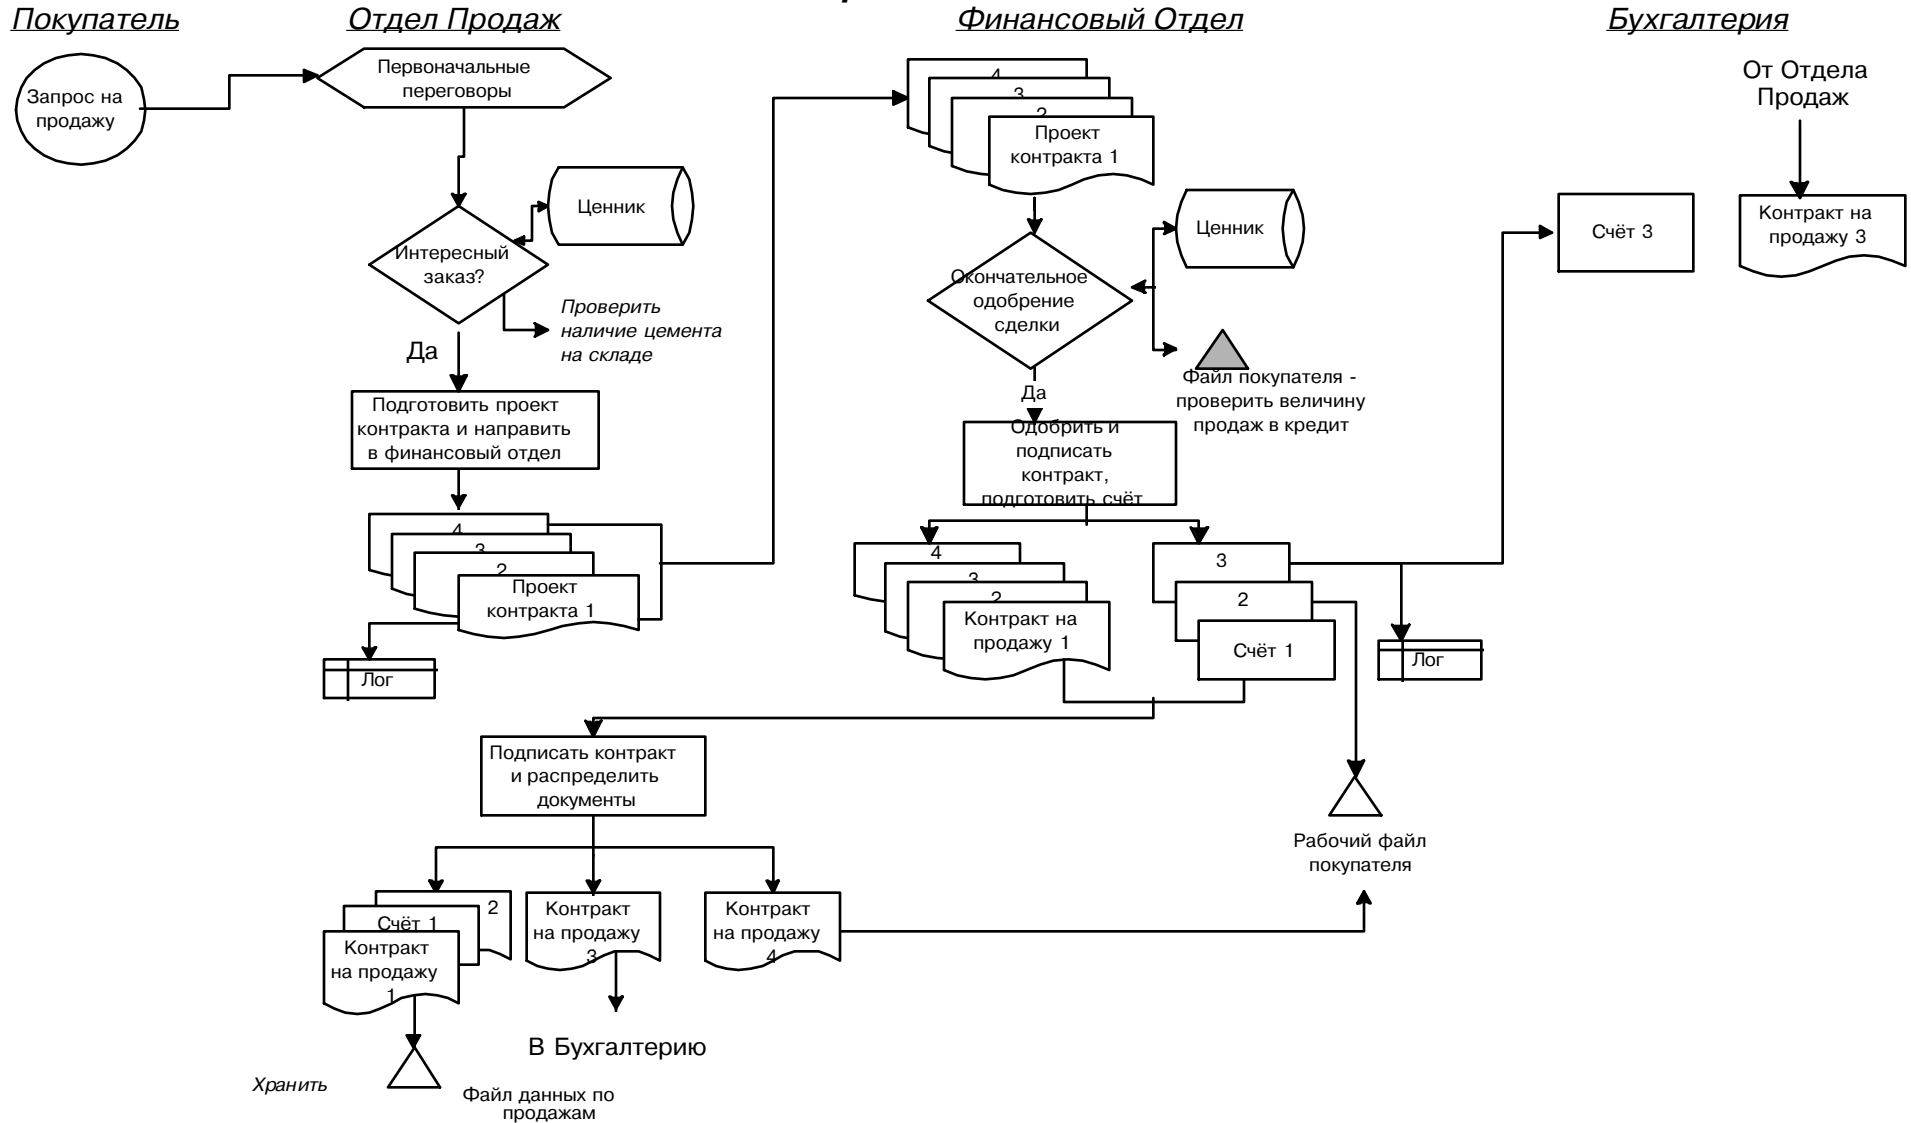 Покупатель
Отдел Продаж
Финансовый Отдел
Бухгалтерия
Запрос на
продажу
Первоначальные
переговоры
Ценник
Интересный
заказ?
Проверить
наличие цемента
на складе
Да
Подготовить проект
контракта и направить
в финансовый отдел
4
3
2
Проект
контракта 1
Лог
4
3
2
Проект
контракта 1
Ценник
Окончательное
одобрение
сделки
Файл покупателя -
проверить величину
продаж в кредит
Да
Одобрить и
подписать
контракт,
подготовить счёт
4
3
2
Контракт на
продажу 1
3
2
Счёт 1
Лог
От Отдела
Продаж
Счёт 3
Контракт на
продажу 3
Подписать контракт
и распределить
документы
Рабочий файл
покупателя
2
Счёт 1
Контракт
на продажу
1
Контракт
на продажу
3
Контракт
на продажу
4
В Бухгалтерию
Хранить
Файл данных по
продажам